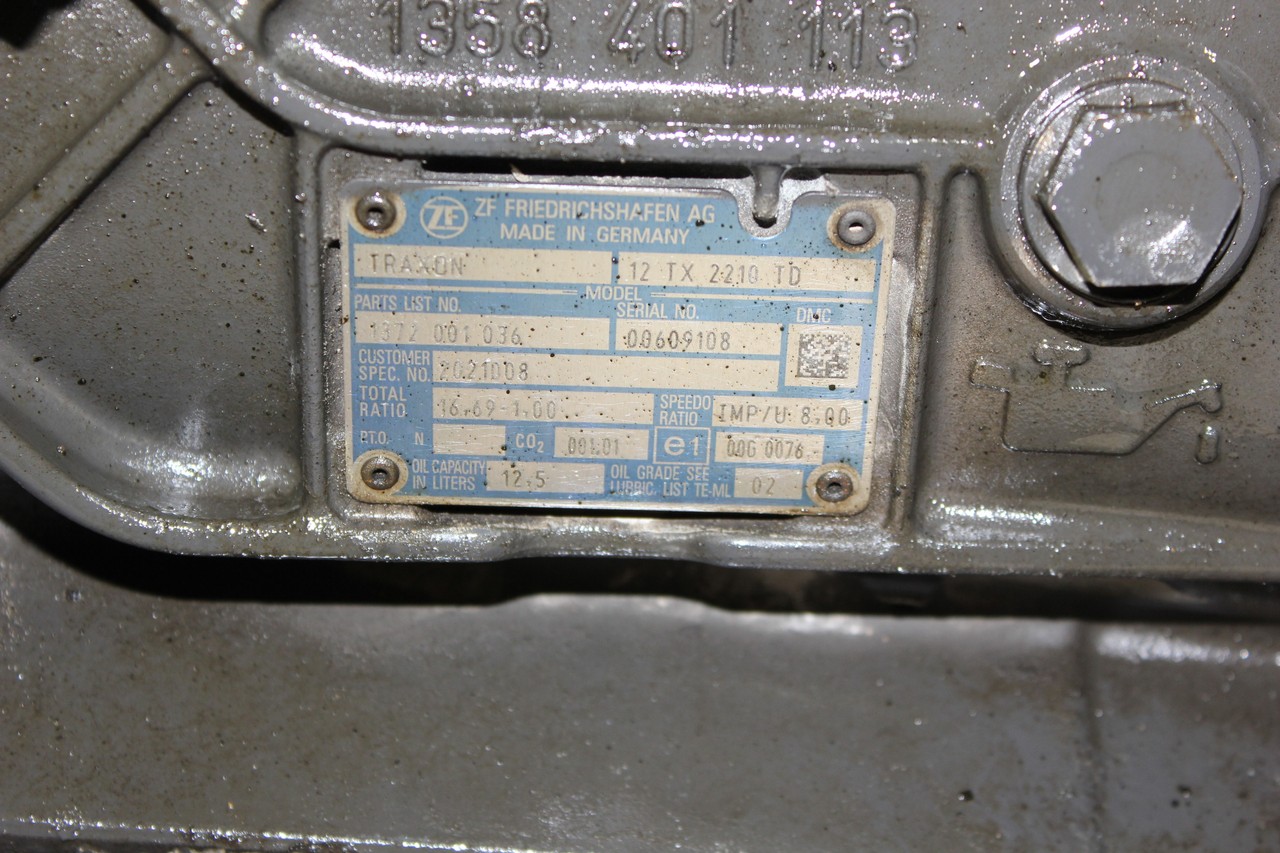 1358 401 113
ZF ZF FRIEDRICHSHAFEN AG
MADE IN GERMANY
TRAXON 12 TX 2210 TD
MODEL
PARTS LIST NO. SERIAL NO. DMC
1372 001 036 00609108
CUSTOMER SPEC. NO. 2021008
TOTAL RATIO 16,69-1,00 SPEEDO RATIO IMP/U 8,00
P.T.O. N CO2 001.01 e1 00G 0076
OIL CAPACITY IN LITERS 12,5 OIL GRADE SEE LUBRIC. LIST TE-ML 02